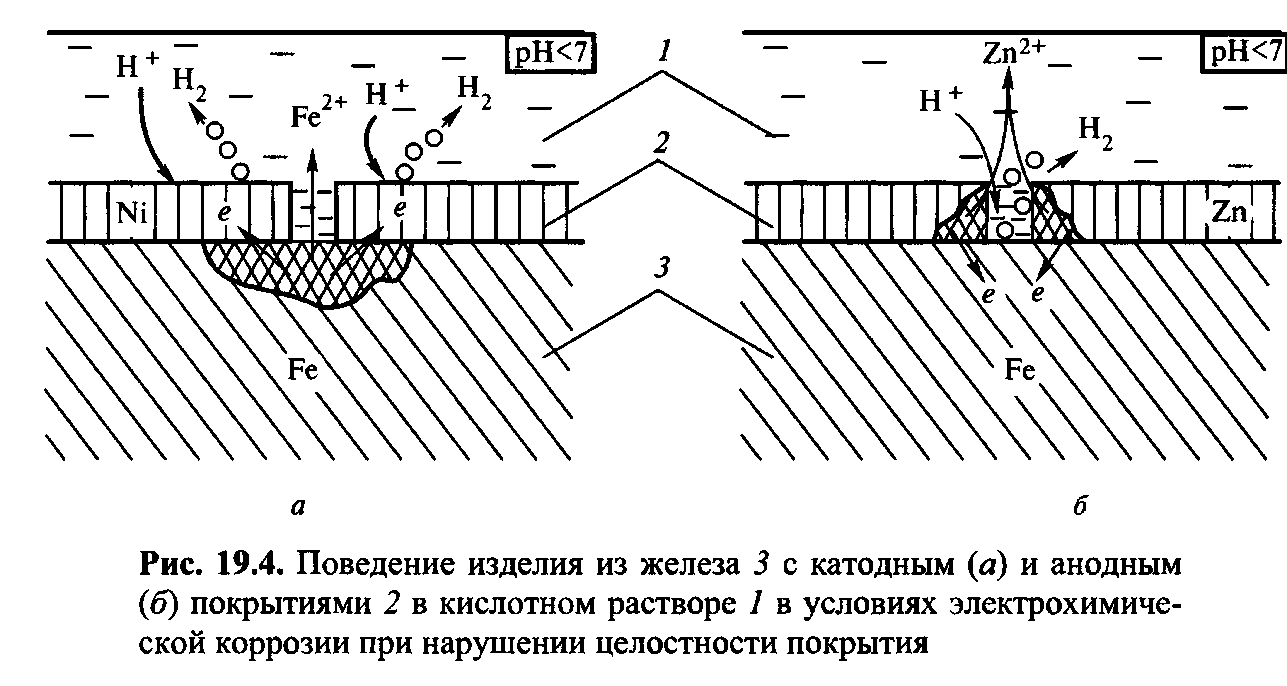 pH<7
H⁺
H₂
Fe²⁺
H⁺
H₂
Ni
e
e
Fe
а
1
2
3
pH<7
Zn²⁺
H⁺
H₂
Zn
e
e
Fe
б
Рис. 19.4. Поведение изделия из железа 3 с катодным (а) и анодным
(б) покрытиями 2 в кислотном растворе 1 в условиях электрохимиче-
ской коррозии при нарушении целостности покрытия